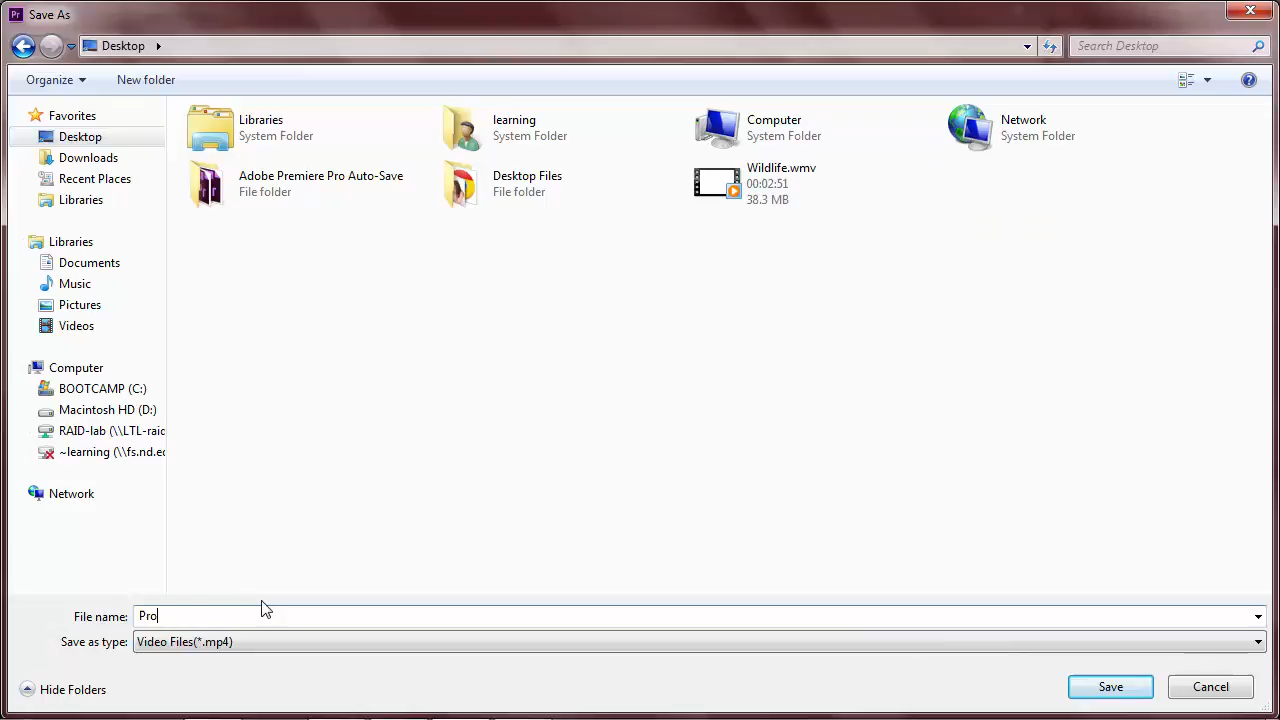 Pr Save As
Desktop
Search Desktop
Organize
New folder
Favorites
Desktop
Downloads
Recent Places
Libraries
Libraries
Documents
Music
Pictures
Videos
Computer
BOOTCAMP (C:)
Macintosh HD (D:)
RAID-lab (\\LTL-raid
~learning (\\fs.nd.ed
Network
Libraries
System Folder
learning
System Folder
Computer
System Folder
Network
System Folder
Adobe Premiere Pro Auto-Save
File folder
Desktop Files
File folder
Wildlife.wmv
00:02:51
38.3 MB
File name: Pro
Save as type: Video Files(*.mp4)
Hide Folders
Save
Cancel